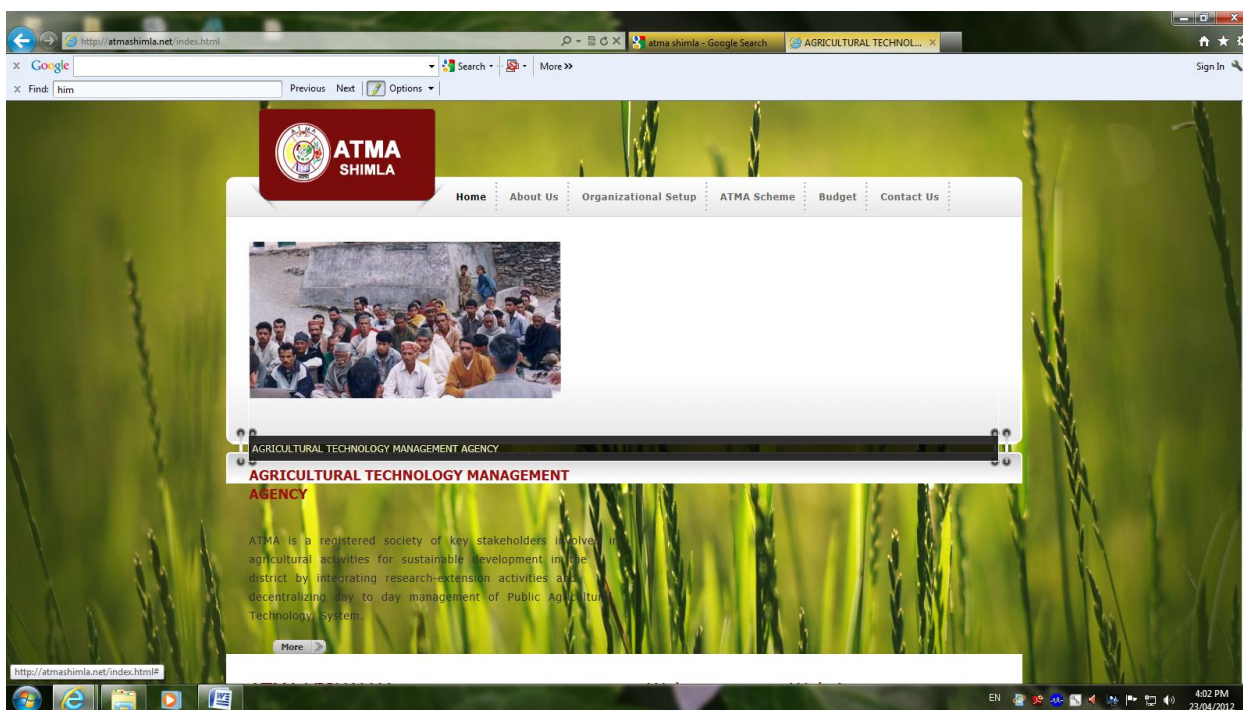 http://atmashimla.net/index.html
atma shimla - Google Search
AGRICULTURAL TECHNOL...
x Google
Search
More >>
Sign In
x Find: him
Previous Next Options
ATMA
SHIMLA
Home About Us Organizational Setup ATMA Scheme Budget Contact Us
AGRICULTURAL TECHNOLOGY MANAGEMENT AGENCY
AGRICULTURAL TECHNOLOGY MANAGEMENT
AGENCY
ATMA is a registered society of key stakeholders involved in
agricultural activities for sustainable development in the
district by integrating research-extension activities and
decentralizing day to day management of Public Agricultural
Technology System.
More
http://atmashimla.net/index.html#
EN
4:02 PM
23/04/2012